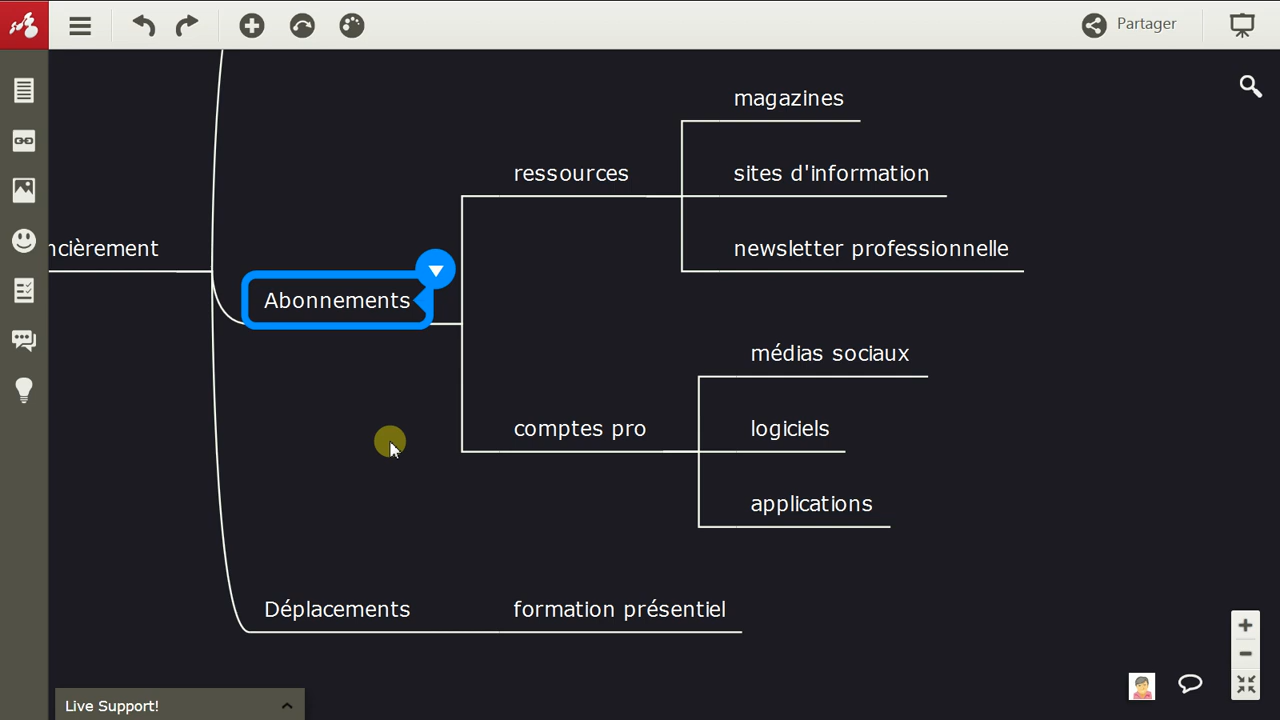 Partager
magazines
ressources
sites d'information
ncièrement
newsletter professionnelle
Abonnements
médias sociaux
comptes pro
logiciels
applications
Déplacements
formation présentiel
Live Support!